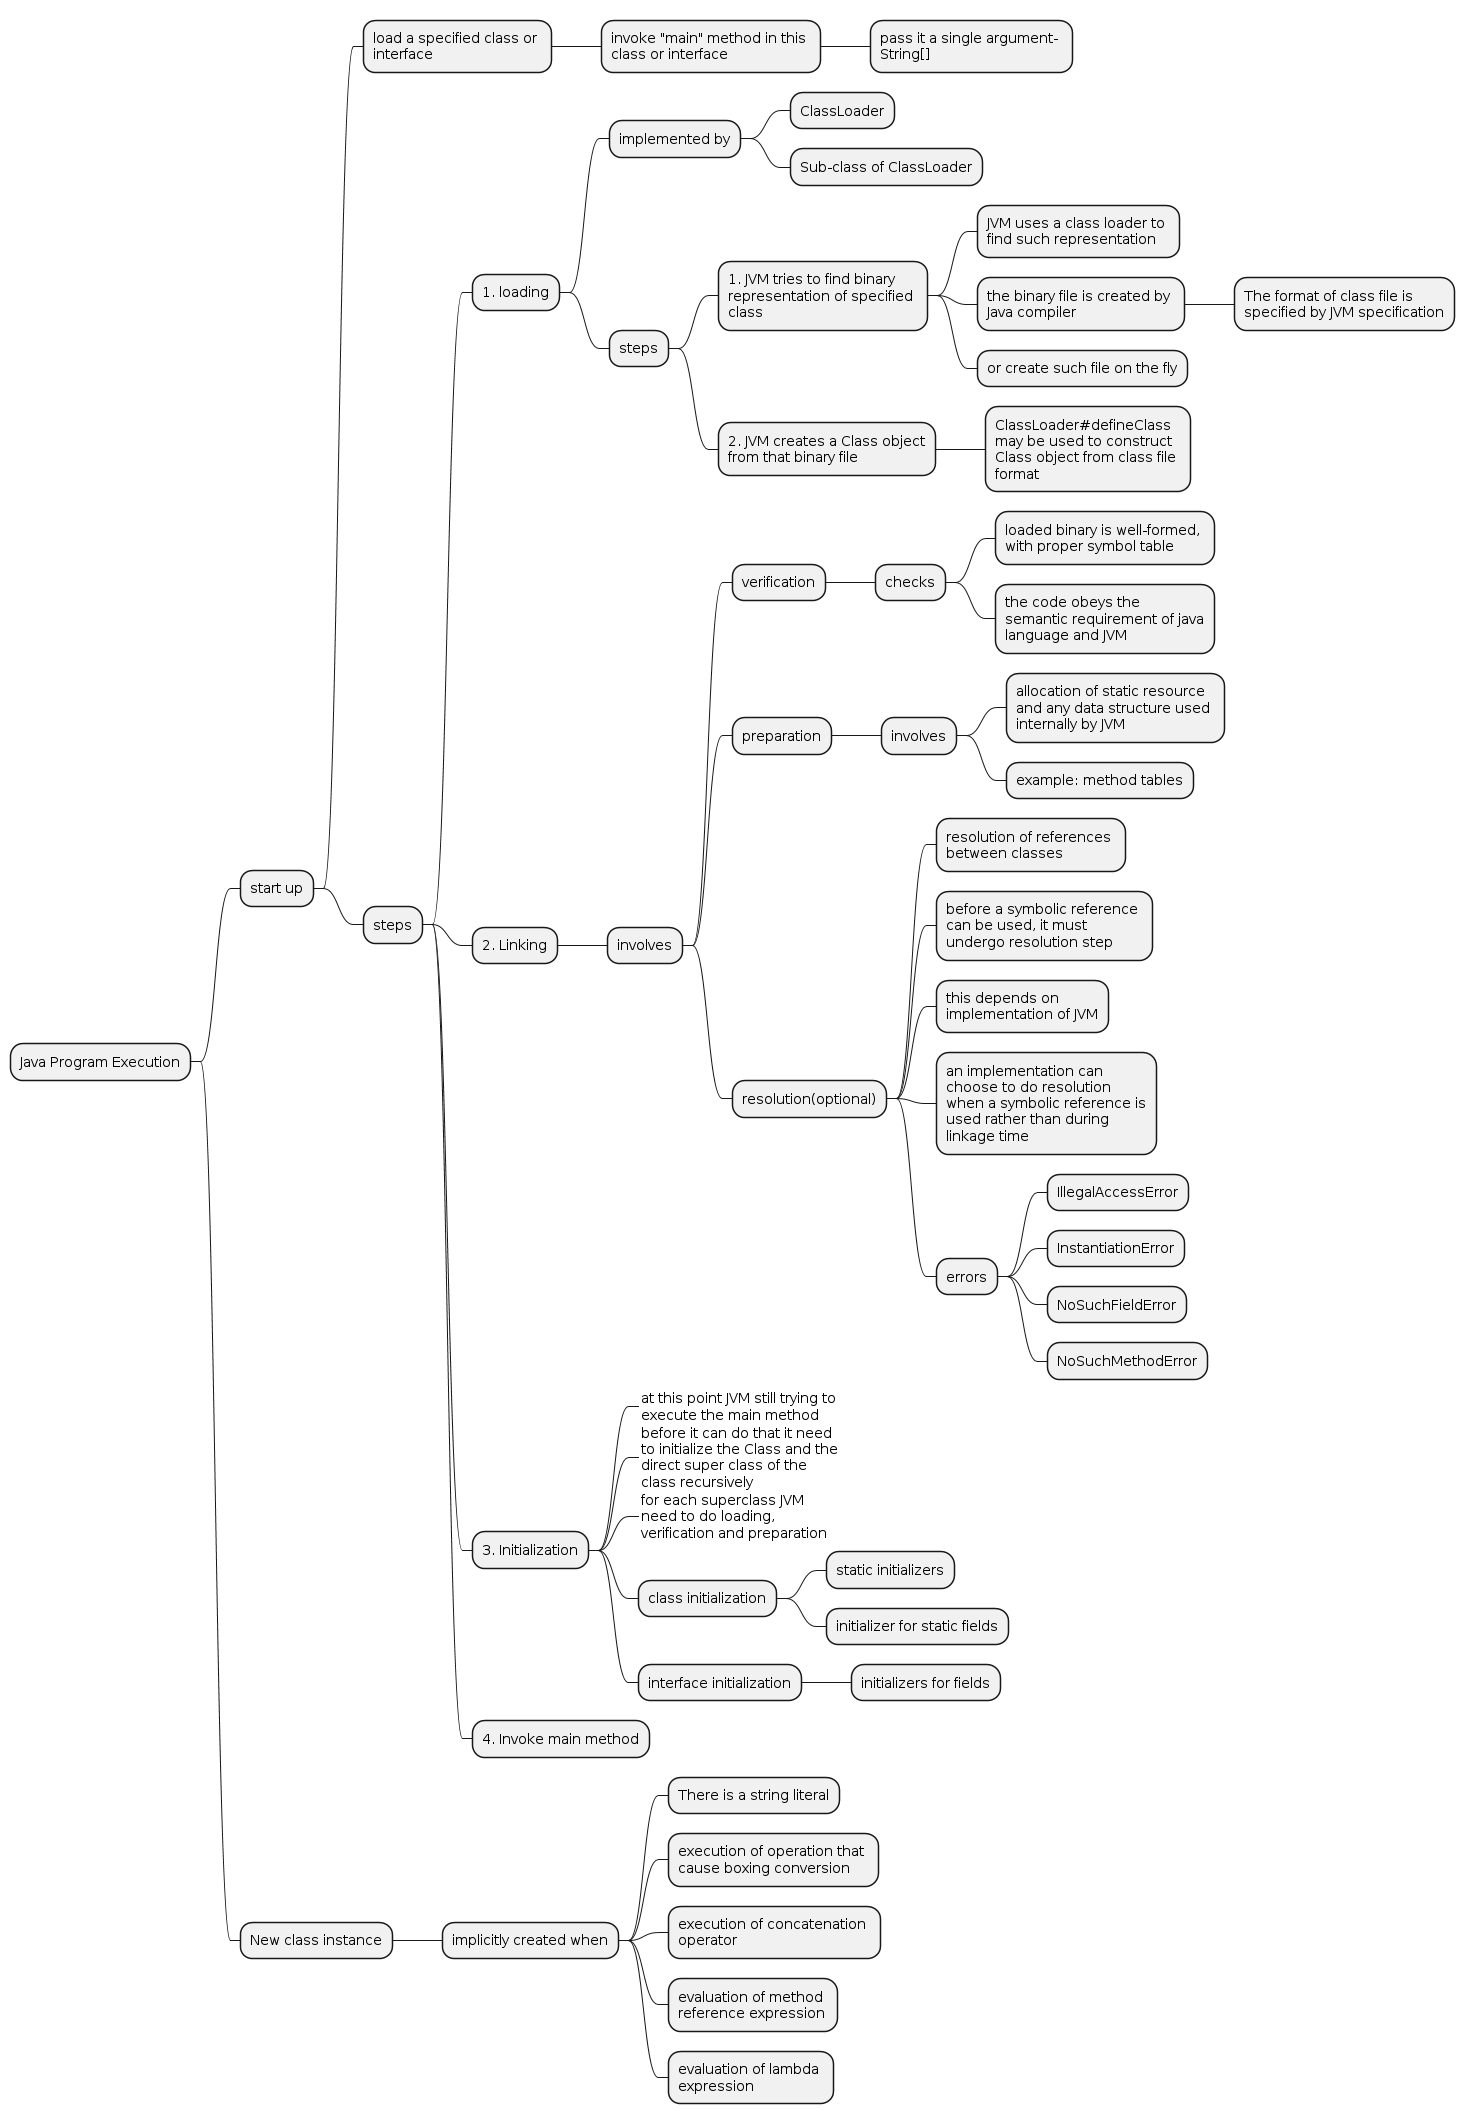 load a specified class or
interface
invoke "main" method in this
class or interface
pass it a single argument-
String[]
ClassLoader
implemented by
Sub-class of ClassLoader
JVM uses a class loader to
find such representation
1. loading
1. JVM tries to find binary
representation of specified
class
the binary file is created by
Java compiler
The format of class file is
specified by JVM specification
steps
or create such file on the fly
2. JVM creates a Class object
from that binary file
ClassLoader#defineClass
may be used to construct
Class object from class file
format
loaded binary is well-formed,
with proper symbol table
verification
checks
the code obeys the
semantic requirement of java
language and JVM
allocation of static resource
and any data structure used
internally by JVM
preparation
involves
example: method tables
resolution of references
between classes
start up
steps
before a symbolic reference
can be used, it must
undergo resolution step
2. Linking
involves
this depends on
implementation of JVM
Java Program Execution
an implementation can
choose to do resolution
when a symbolic reference is
used rather than during
linkage time
resolution(optional)
IllegalAccessError
InstantiationError
errors
NoSuchFieldError
NoSuchMethodError
at this point JVM still trying to
execute the main method
before it can do that it need
to initialize the Class and the
direct super class of the
class recursively
for each superclass JVM
need to do loading,
verification and preparation
3. Initialization
static initializers
class initialization
initializer for static fields
interface initialization
initializers for fields
4. Invoke main method
There is a string literal
execution of operation that
cause boxing conversion
New class instance
implicitly created when
execution of concatenation
operator
evaluation of method
reference expression
evaluation of lambda
expression